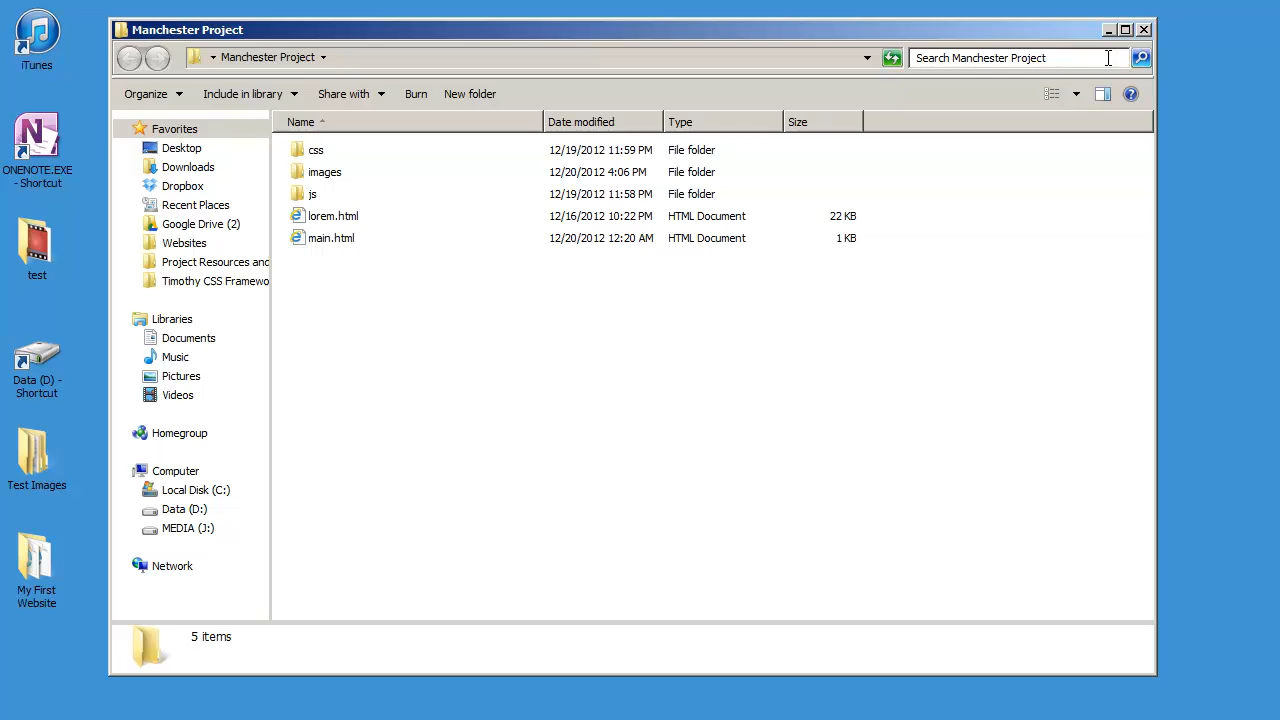 iTunes
ONENOTE.EXE
- Shortcut
test
Data (D) -
Shortcut
Test Images
My First
Website
Manchester Project
Manchester Project
Search Manchester Project
Organize
Include in library
Share with
Burn
New folder
Favorites
Desktop
Downloads
Dropbox
Recent Places
Google Drive (2)
Websites
Project Resources and
Timothy CSS Framewo
Libraries
Documents
Music
Pictures
Videos
Homegroup
Computer
Local Disk (C:)
Data (D:)
MEDIA (J:)
Network
Name Date modified Type Size
css 12/19/2012 11:59 PM File folder
images 12/20/2012 4:06 PM File folder
js 12/19/2012 11:58 PM File folder
lorem.html 12/16/2012 10:22 PM HTML Document 22 KB
main.html 12/20/2012 12:20 AM HTML Document 1 KB
5 items